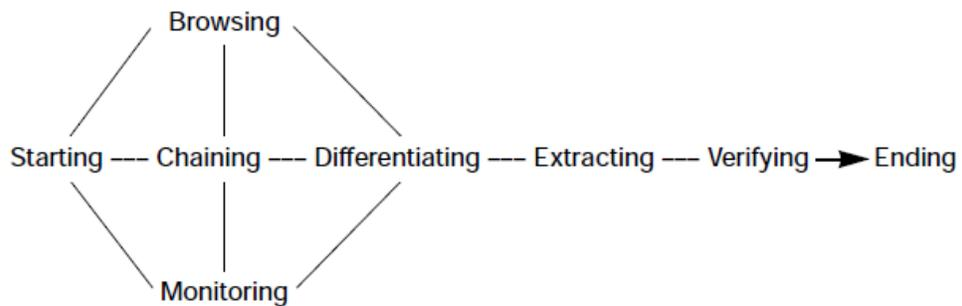 Browsing
Starting --- Chaining --- Differentiating --- Extracting --- Verifying Ending
Monitoring